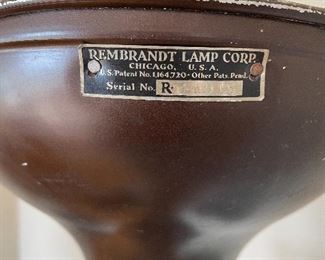 REMBRANDT LAMP CORP.
CHICAGO, U. S. A.
U.S. Patent No. 1,164,720 - Other Pats. Pend.
Serial No. R